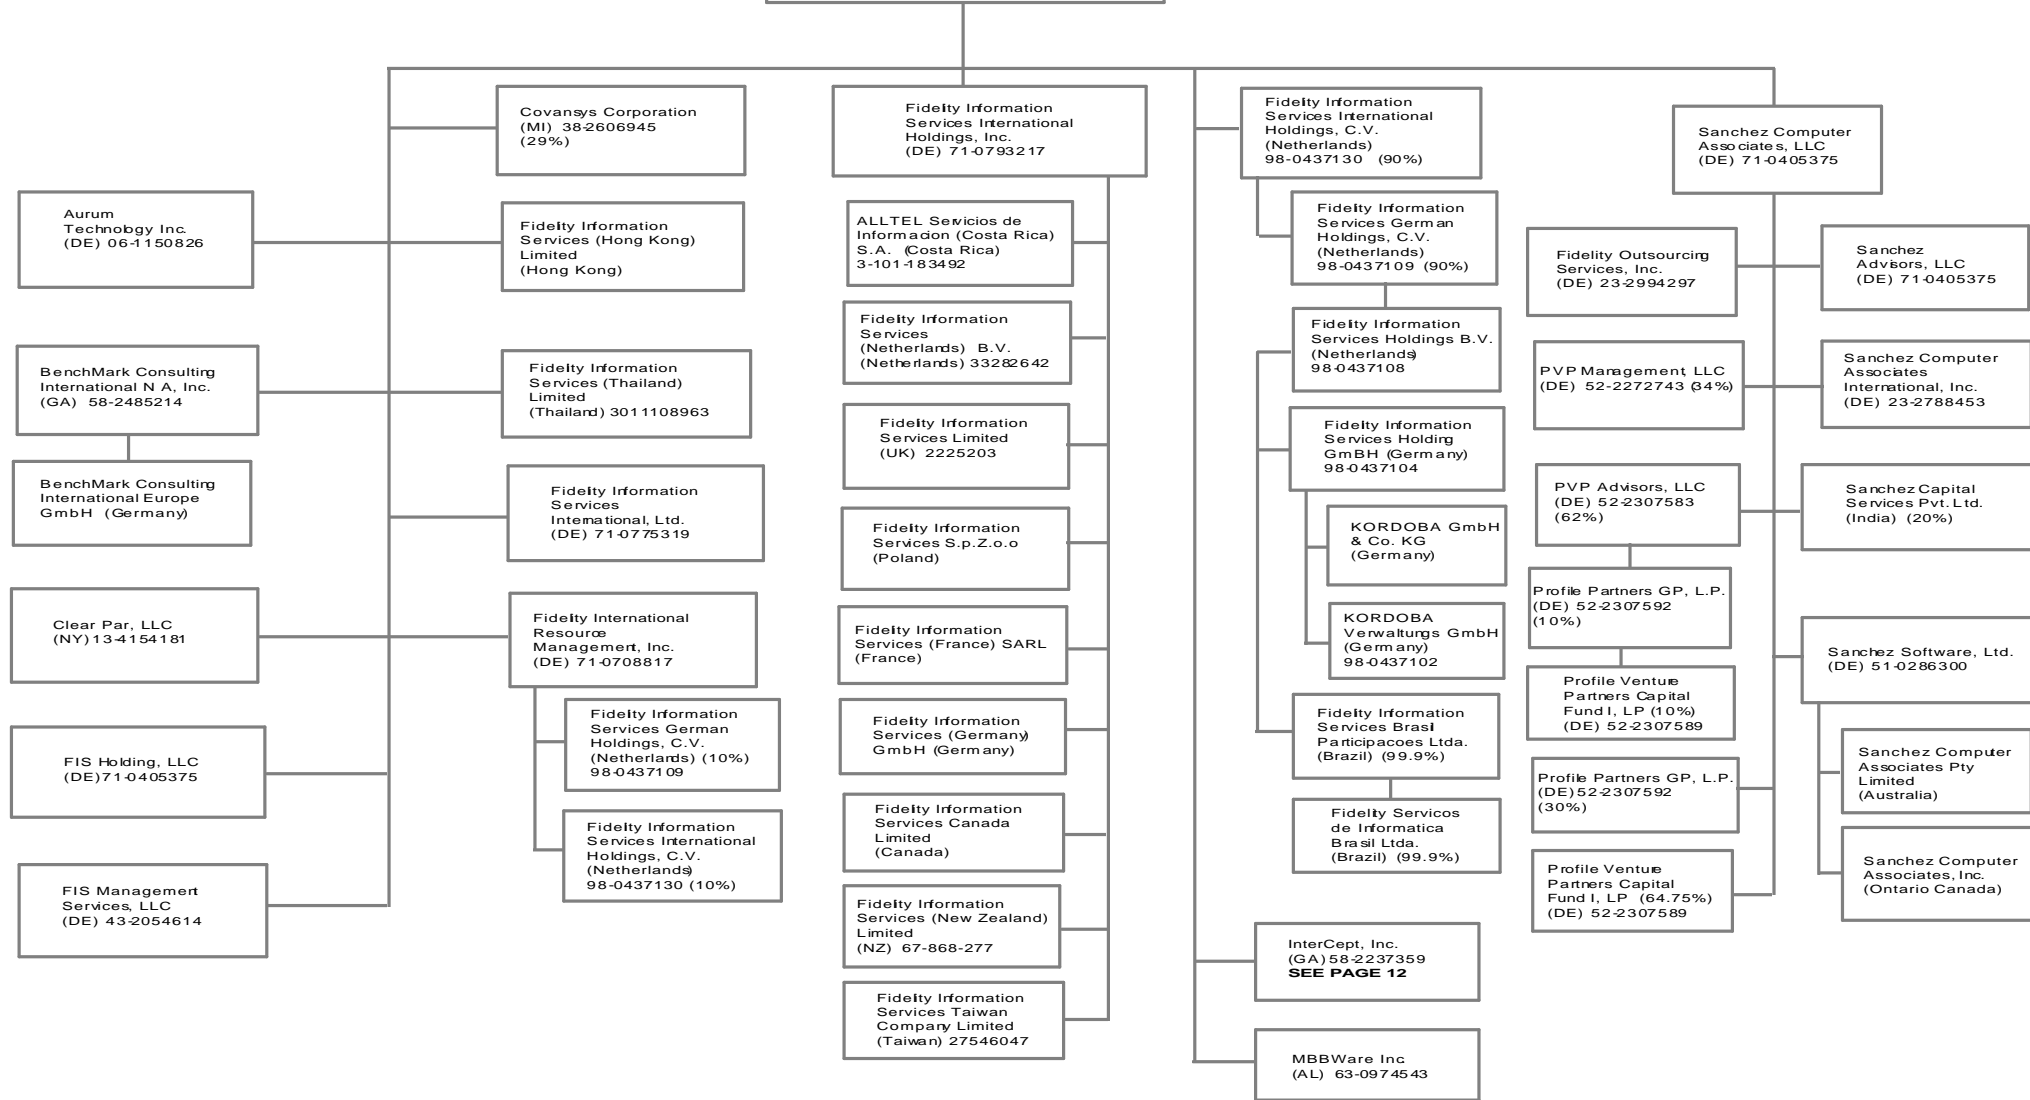 Covansys Corporation
(MI) 38-2606945
(29%)
Aurum
Technology Inc.
(DE) 06-1150826
Fidelity Information
Services (Hong Kong)
Limited
(Hong Kong)
BenchMark Consulting
International N A, Inc.
(GA) 58-2485214
BenchMark Consulting
International Europe
GmbH (Germany)
Fidelity Information
Services (Thailand)
Limited
(Thailand) 3011108963
Fidelity Information
Services
International, Ltd.
(DE) 71-0775319
Clear Par, LLC
(NY) 13-4154181
Fidelity International
Resource
Management, Inc.
(DE) 71-0708817
Fidelity Information
Services German
Holdings, C.V.
(Netherlands) (10%)
98-0437109
Fidelity Information
Services International
Holdings, C.V.
(Netherlands)
98-0437130 (10%)
FIS Holding, LLC
(DE)71-0405375
FIS Management
Services, LLC
(DE) 43-2054614
Fidelity Information
Services International
Holdings, Inc.
(DE) 71-0793217
ALLTEL Servicios de
Informacion (Costa Rica)
S.A. (Costa Rica)
3-101-183492
Fidelity Information
Services
(Netherlands) B.V.
(Netherlands) 33282642
Fidelity Information
Services Limited
(UK) 2225203
Fidelity Information
Services S.p.Z.o.o
(Poland)
Fidelity Information
Services (France) SARL
(France)
Fidelity Information
Services (Germany)
GmbH (Germany)
Fidelity Information
Services Canada
Limited
(Canada)
Fidelity Information
Services (New Zealand)
Limited
(NZ) 67-868-277
Fidelity Information
Services Taiwan
Company Limited
(Taiwan) 27546047
Fidelity Information
Services International
Holdings, C.V.
(Netherlands)
98-0437130 (90%)
Fidelity Information
Services German
Holdings, C.V.
(Netherlands)
98-0437109 (90%)
Fidelity Information
Services Holdings B.V.
(Netherlands)
98-0437108
Fidelity Information
Services Holding
GmBH (Germany)
98-0437104
KORDOBA GmbH
& Co. KG
(Germany)
KORDOBA
Verwaltungs GmbH
(Germany)
98-0437102
Fidelity Information
Services Brasil
Participacoes Ltda.
(Brazil) (99.9%)
Fidelity Servicos
de Informatica
Brasil Ltda.
(Brazil) (99.9%)
InterCept, Inc.
(GA) 58-2237359
SEE PAGE 12
MBBWare Inc.
(AL) 63-0974543
Sanchez Computer
Associates, LLC
(DE) 71-0405375
Fidelity Outsourcing
Services, Inc.
(DE) 23-2994297
Sanchez
Advisors, LLC
(DE) 71-0405375
PVP Management, LLC
(DE) 52-2272743 (34%)
Sanchez Computer
Associates
International, Inc.
(DE) 23-2788453
PVP Advisors, LLC
(DE) 52-2307583
(62%)
Sanchez Capital
Services Pvt. Ltd.
(India) (20%)
Profile Partners GP, L.P.
(DE) 52-2307592
(10%)
Profile Venture
Partners Capital
Fund I, LP (10%)
(DE) 52-2307589
Sanchez Software, Ltd.
(DE) 51-0286300
Sanchez Computer
Associates Pty
Limited
(Australia)
Profile Partners GP, L.P.
(DE) 52-2307592
(30%)
Sanchez Computer
Associates, Inc.
(Ontario Canada)
Profile Venture
Partners Capital
Fund I, LP (64.75%)
(DE) 52-2307589